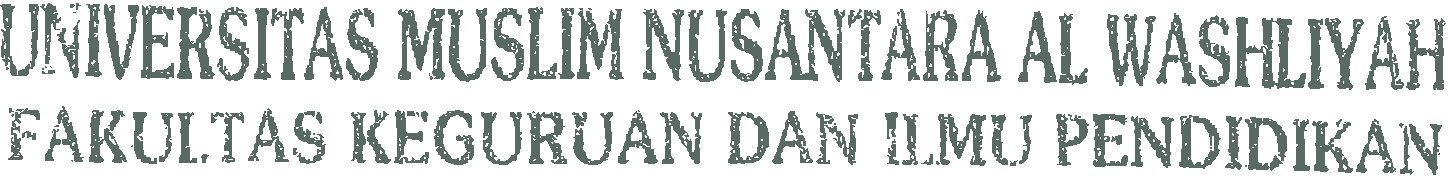 UNIVERSITAS MUSLIM NUSANTARA AL WASHLIYAH
FAKULTAS KEGURUAN DAN ILMU PENDIDIKAN